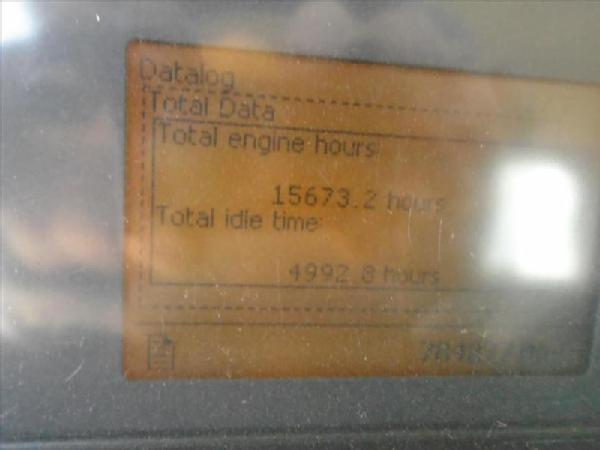 Datalog
Total Data
Total engine hours:
15673.2 hours
Total idle time:
4992.8 hours